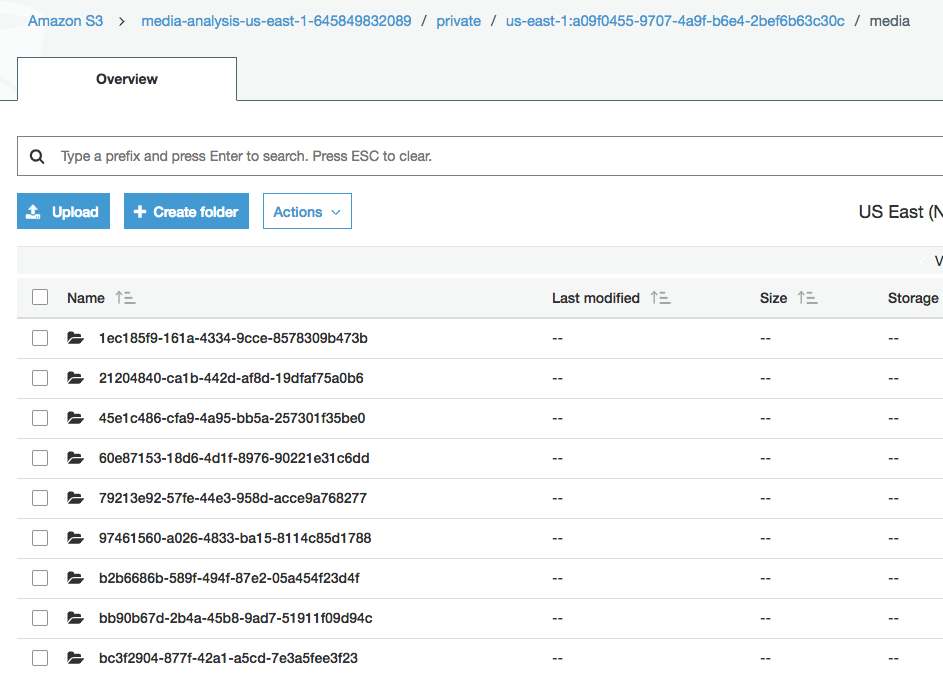 Amazon S3 > media-analysis-us-east-1-645849832089 / private / us-east-1:a09f0455-9707-4a9f-b6e4-2bef6b63c30c / media
Overview
Type a prefix and press Enter to search. Press ESC to clear.
Upload Create folder Actions US East (N
V
Name Last modified Size Storage
1ec185f9-161a-4334-9cce-8578309b473b -- -- --
21204840-ca1b-442d-af8d-19dfaf75a0b6 -- -- --
45e1c486-cfa9-4a95-bb5a-257301f35be0 -- -- --
60e87153-18d6-4d1f-8976-90221e31c6dd -- -- --
79213e92-57fe-44e3-958d-acce9a768277 -- -- --
97461560-a026-4833-ba15-8114c85d1788 -- -- --
b2b6686b-589f-494f-87e2-05a454f23d4f -- -- --
bb90b67d-2b4a-45b8-9ad7-51911f09d94c -- -- --
bc3f2904-877f-42a1-a5cd-7e3a5fee3f23 -- -- --